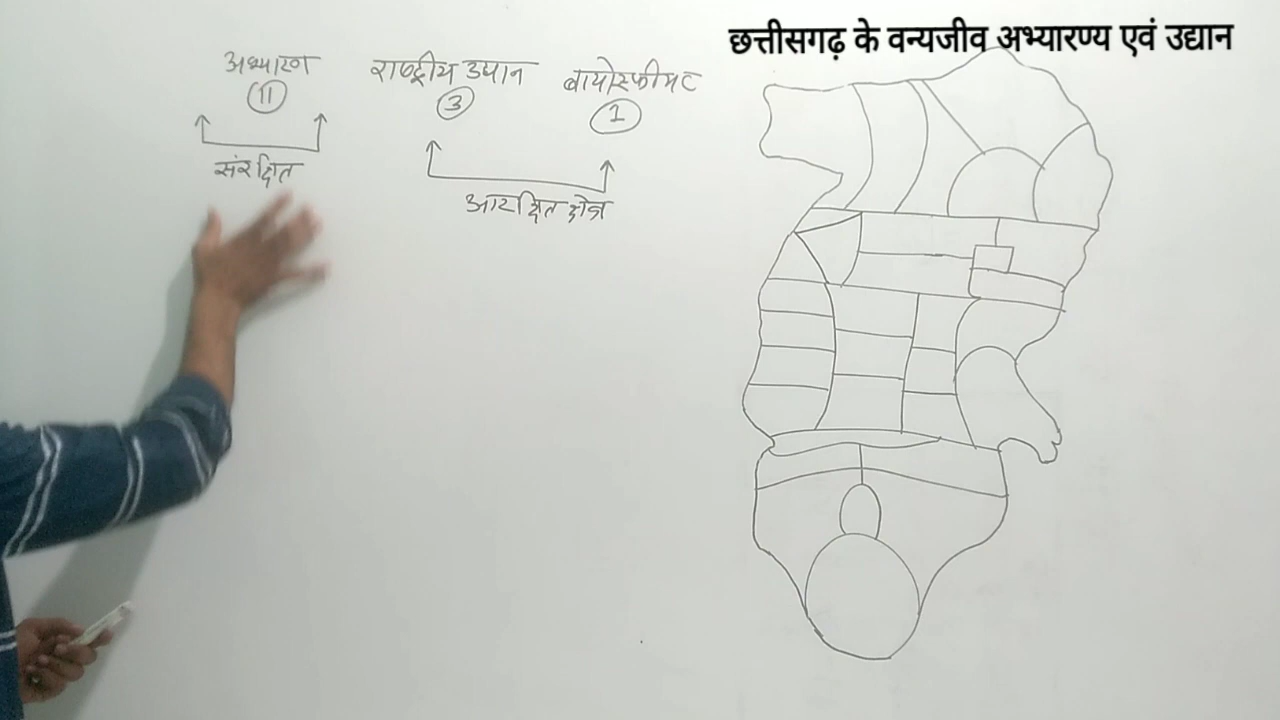 छत्तीसगढ़ के वन्यजीव अभ्यारण्य एवं उद्यान
अभ्यारण राष्ट्रीय उद्यान बायोस्फीयर
11 3 1
संरक्षित
आरक्षित क्षेत्र